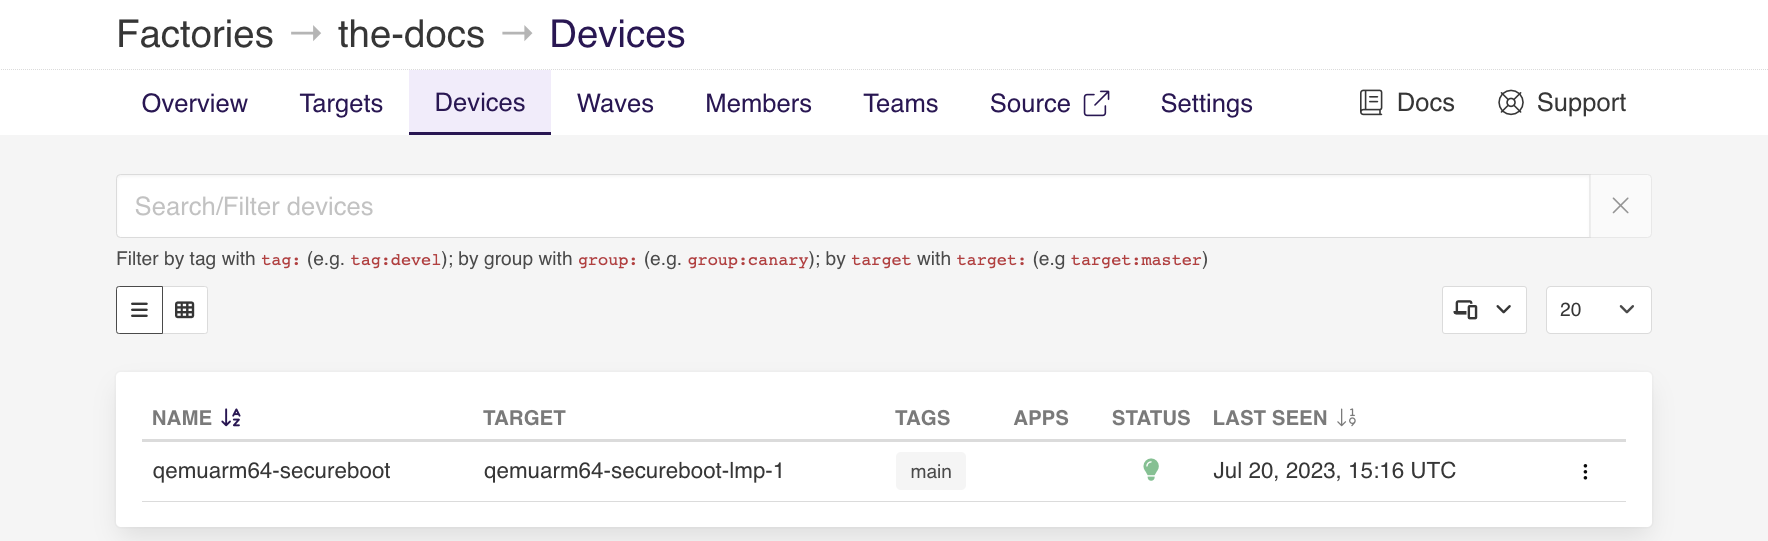 Factories → the-docs → Devices
Overview Targets Devices Waves Members Teams Source Settings Docs Support
Search/Filter devices
Filter by tag with tag: (e.g. tag:devel); by group with group: (e.g. group:canary); by target with target: (e.g target:master)
20
NAME TARGET TAGS APPS STATUS LAST SEEN
qemuarm64-secureboot qemuarm64-secureboot-lmp-1 main Jul 20, 2023, 15:16 UTC